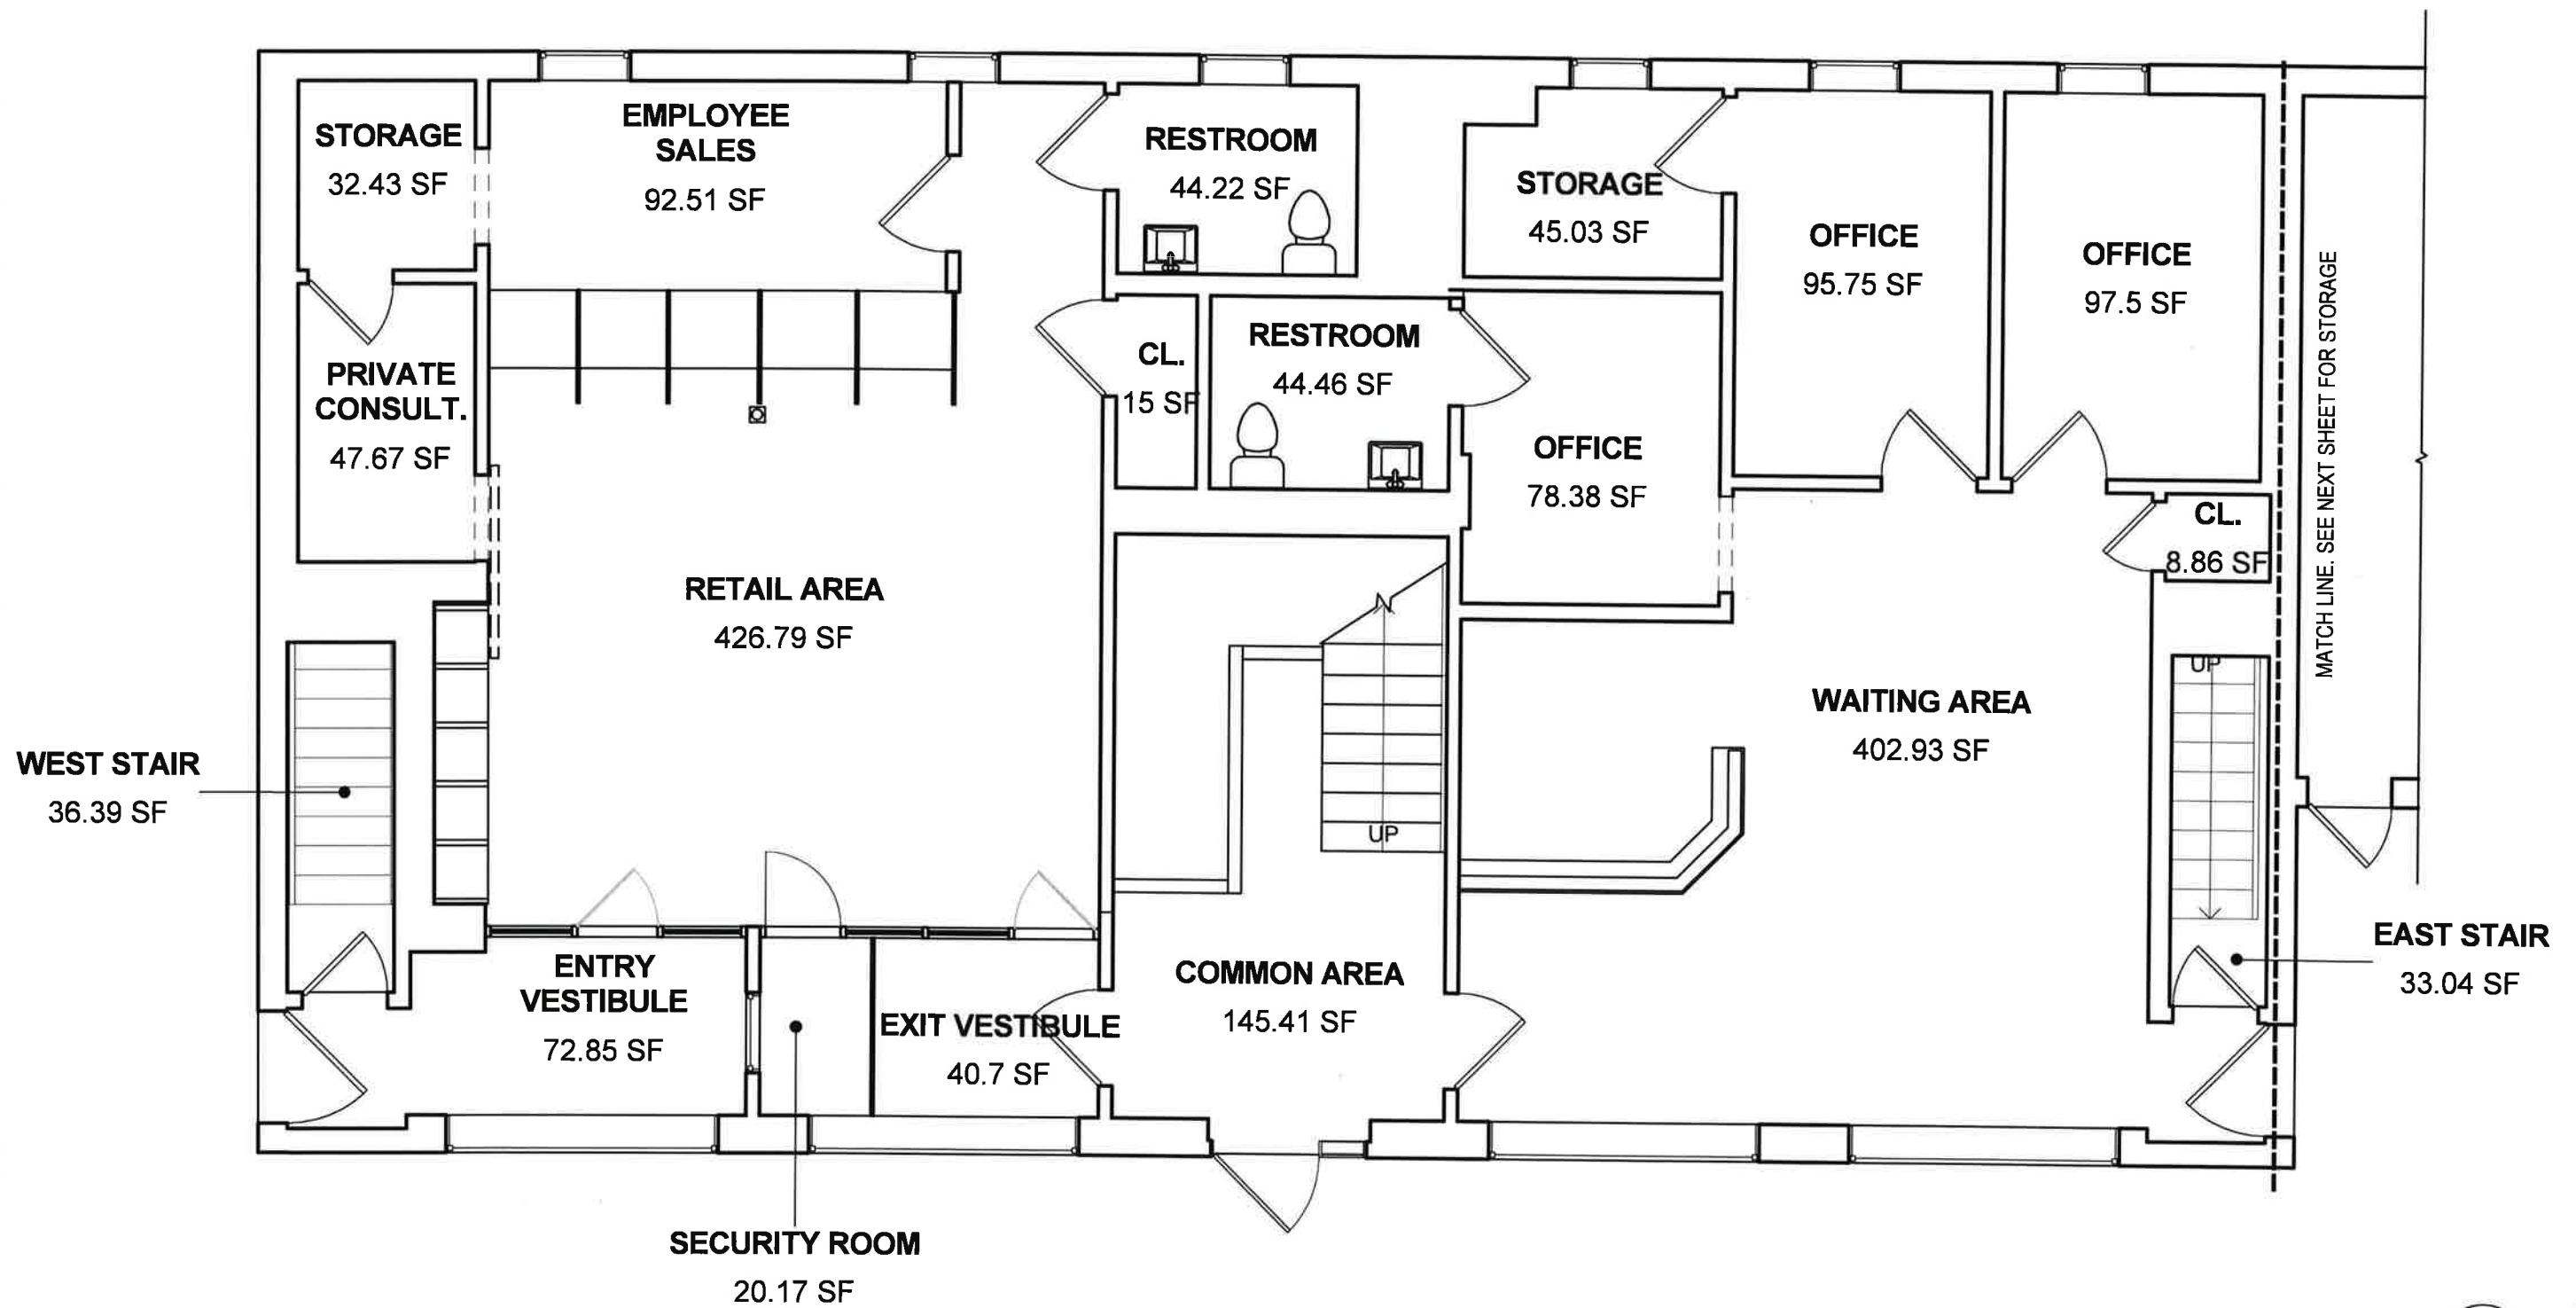 STORAGE
32.43 SF
EMPLOYEE
SALES
92.51 SF
RESTROOM
44.22 SF
STORAGE
45.03 SF
OFFICE
95.75 SF
OFFICE
97.5 SF
MATCH LINE. SEE NEXT SHEET FOR STORAGE
PRIVATE
CONSULT.
47.67 SF
CL.
15 SF
RESTROOM
44.46 SF
OFFICE
78.38 SF
CL.
8.86 SF
RETAIL AREA
426.79 SF
WEST STAIR
36.39 SF
UP
WAITING AREA
402.93 SF
UP
ENTRY
VESTIBULE
72.85 SF
EXIT VESTIBULE
40.7 SF
COMMON AREA
145.41 SF
EAST STAIR
33.04 SF
SECURITY ROOM
20.17 SF